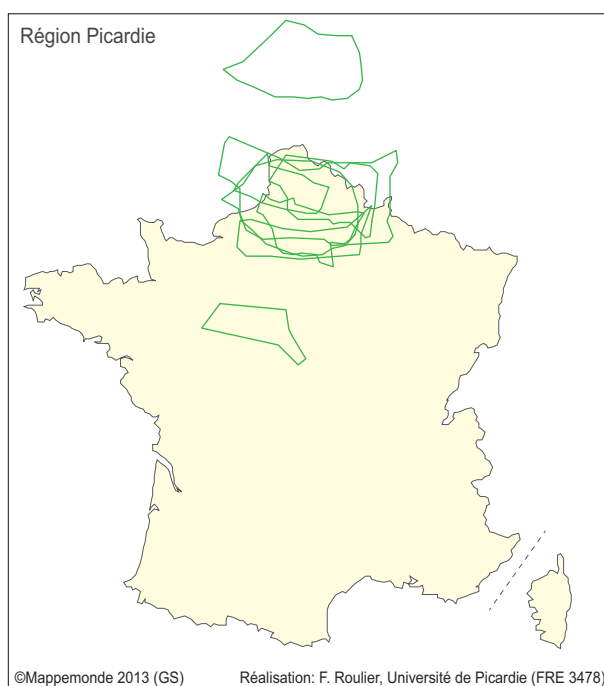 Région Picardie
©Mappemonde 2013 (GS) Réalisation: F. Roulier, Université de Picardie (FRE 3478)